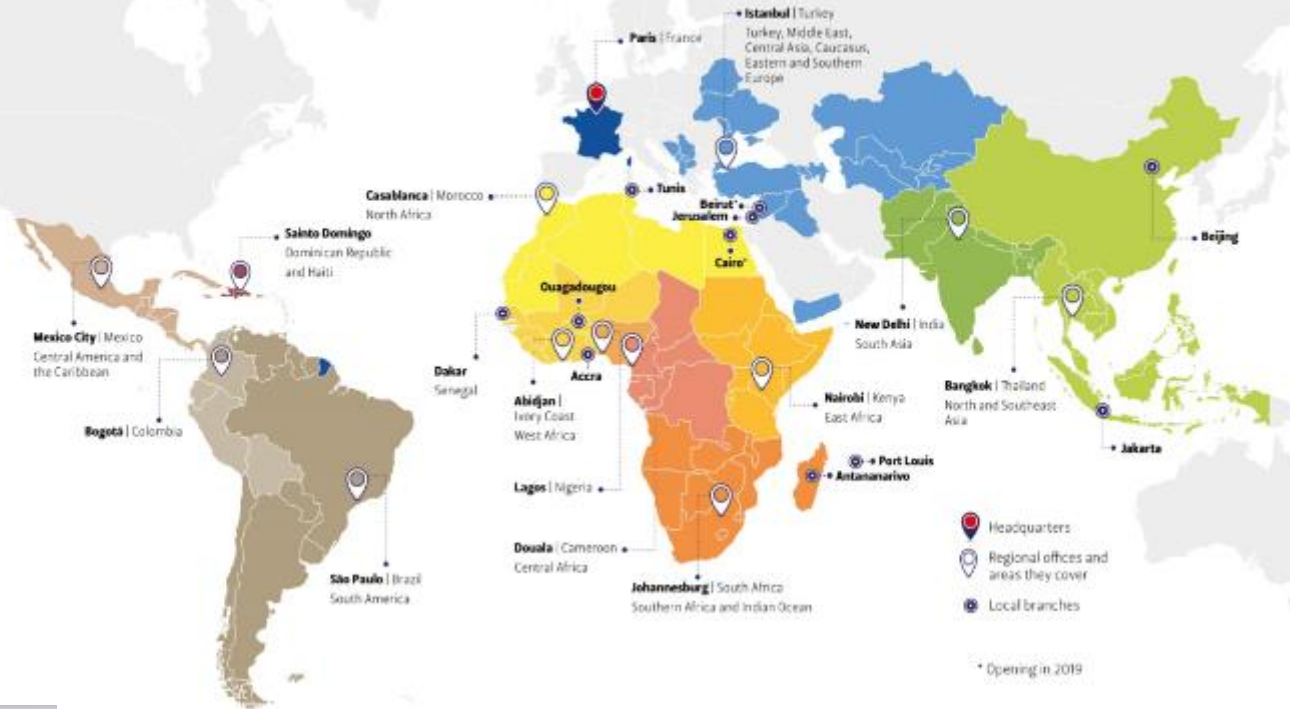 Istanbul | Turkey
Turkey, Middle East,
Central Asia, Caucasus,
Eastern and Southern
Europe
Paris | France
Casablanca | Morocco
North Africa
Tunis
Beirut*
Jerusalem
Cairo*
Sainto Domingo
Dominican Republic
and Haiti
Beijing
Ouagadougou
Mexico City | Mexico
Central America and
the Caribbean
New Delhi | India
South Asia
Dakar
Senegal
Accra
Abidjan |
Ivory Coast
West Africa
Nairobi | Kenya
East Africa
Bangkok | Thailand
North and Southeast
Asia
Bogotá | Colombia
Jakarta
Port Louis
Antananarivo
Lagos | Nigeria
Douala | Cameroon
Central Africa
São Paulo | Brazil
South America
Johannesburg | South Africa
Southern Africa and Indian Ocean
Headquarters
Regional offices and
areas they cover
Local branches
* Opening in 2019